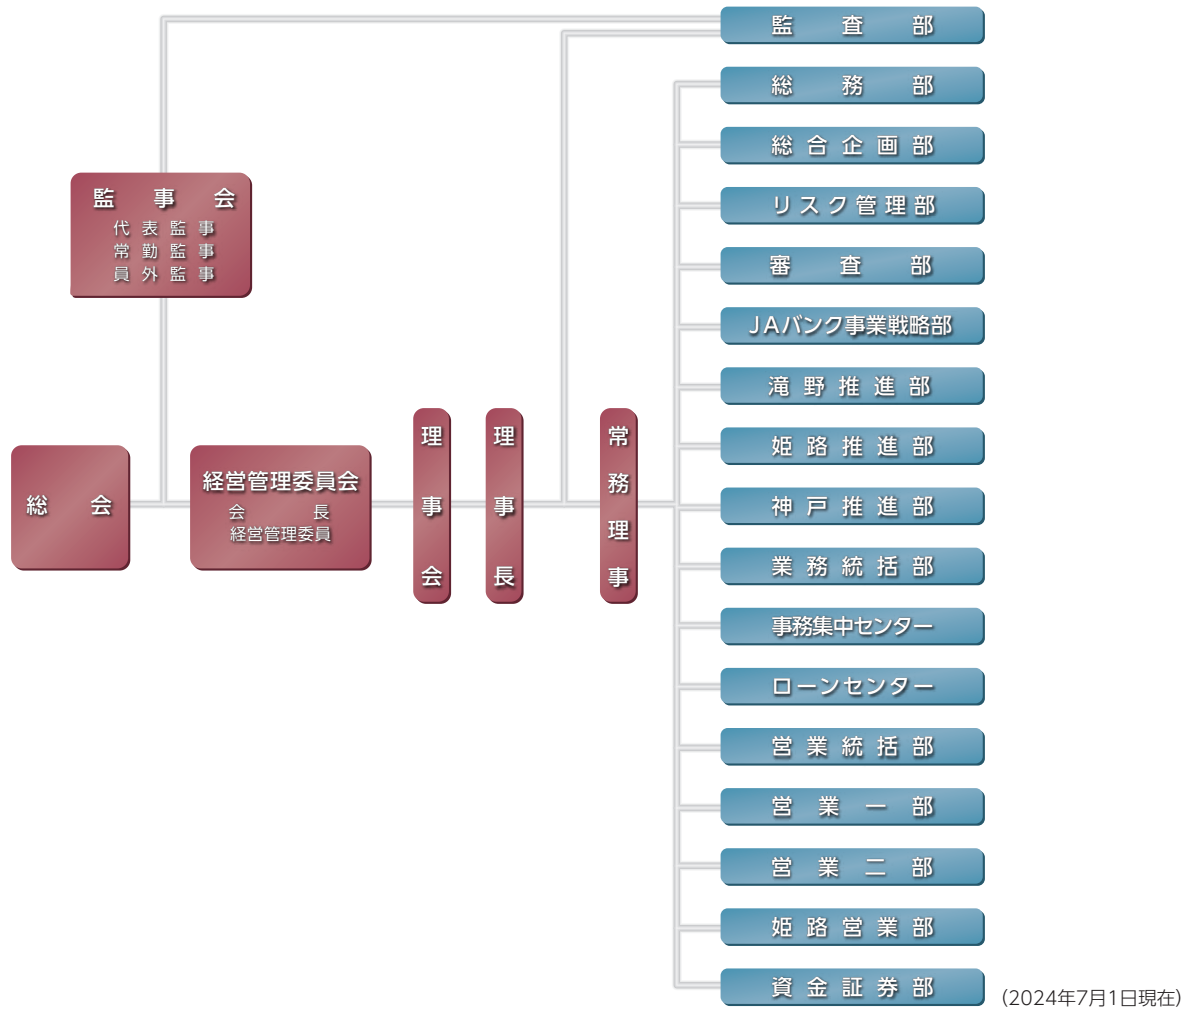 監査部
総務部
総合企画部
リスク管理部
審査部
JAバンク事業戦略部
滝野推進部
姫路推進部
神戸推進部
業務統括部
事務集中センター
ローンセンター
営業統括部
営業一部
営業二部
姫路営業部
資金証券部
監事会
代表監事
常勤監事
員外監事
総会
経営管理委員会
会長
経営管理委員
理事会
理事長
常務理事
(2024年7月1日現在)